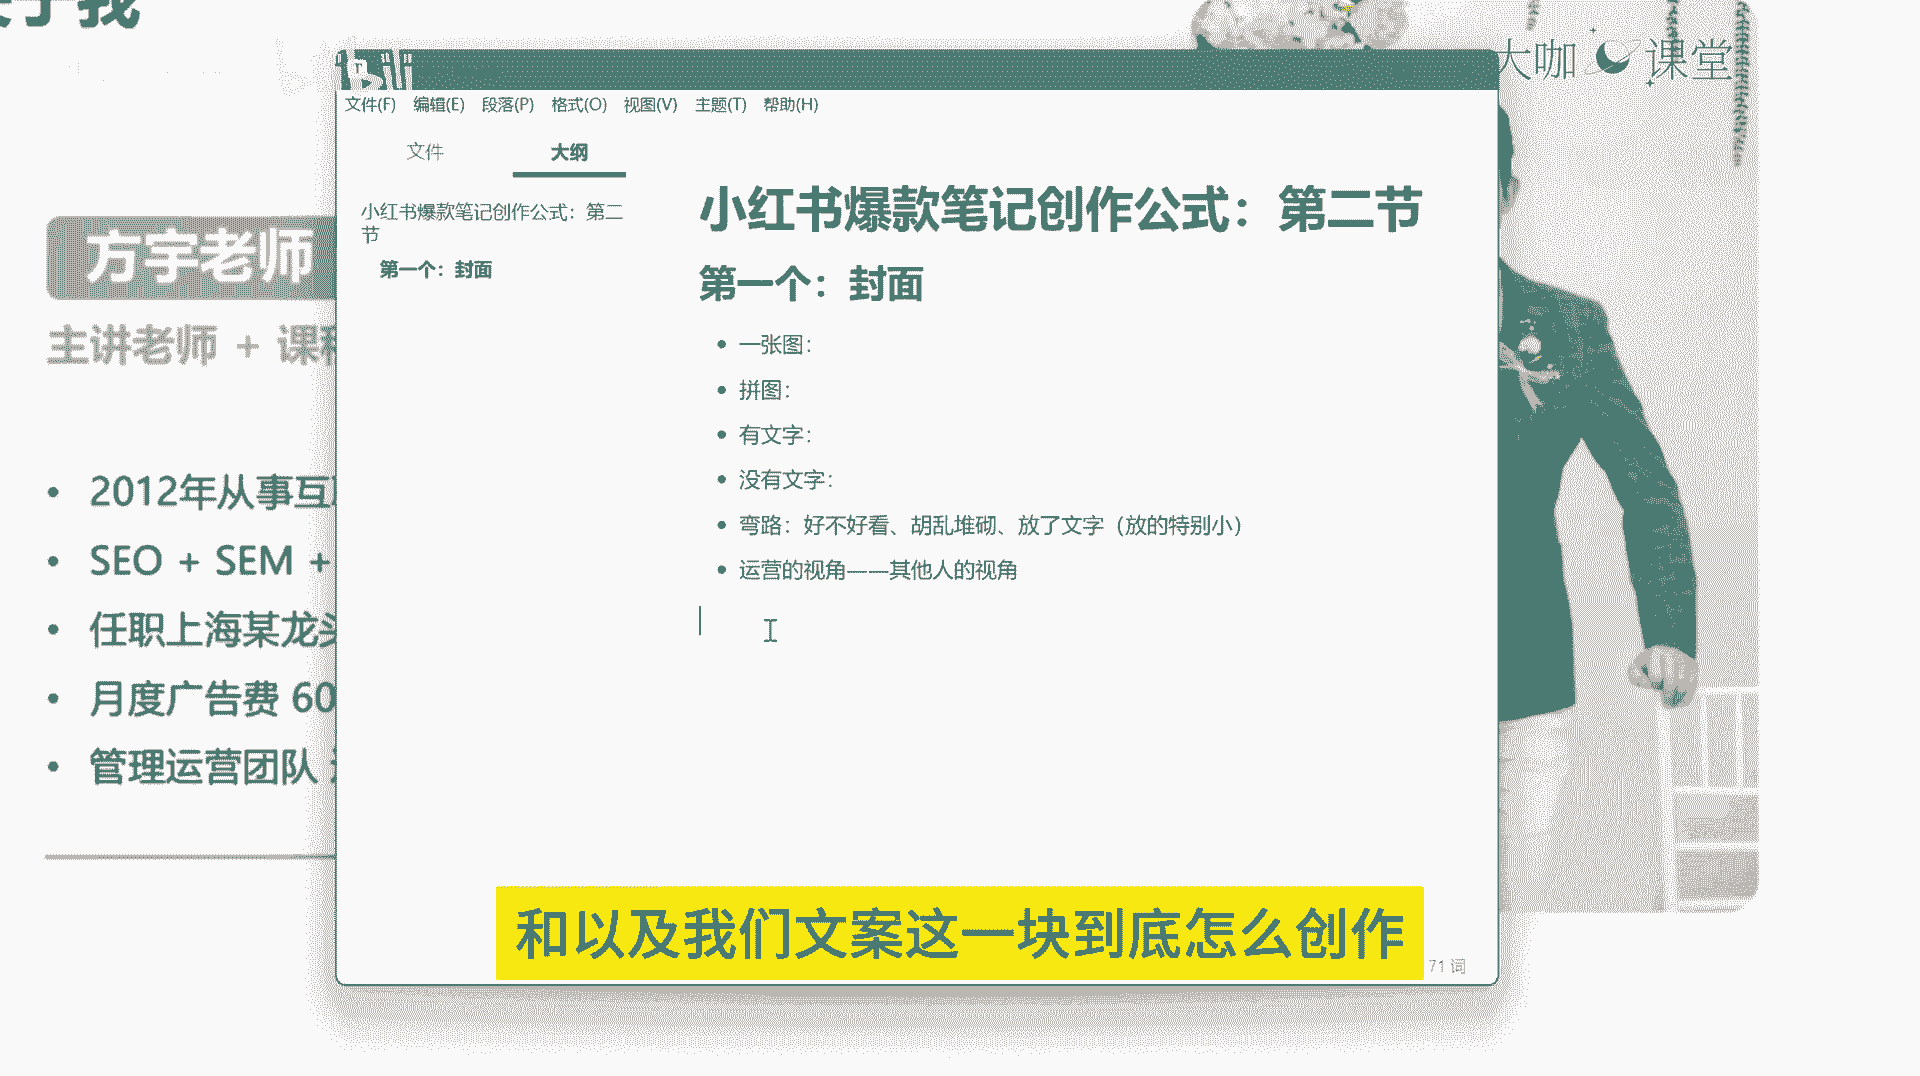 大咖 课堂
方宇老师
主讲老师 + 课程
2012年从事互联
SEO + SEM +
任职上海某龙头
月度广告费 60
管理运营团队
bili
文件(F) 编辑(E) 段落(P) 格式(O) 视图(V) 主题(T) 帮助(H)
文件 大纲
小红书爆款笔记创作公式：第二
节
第一个：封面
小红书爆款笔记创作公式：第二节
第一个：封面
一张图：
拼图：
有文字：
没有文字：
弯路：好不好看、胡乱堆砌、放了文字（放的特别小）
运营的视角——其他人的视角
和以及我们文案这一块到底怎么创作
71 词